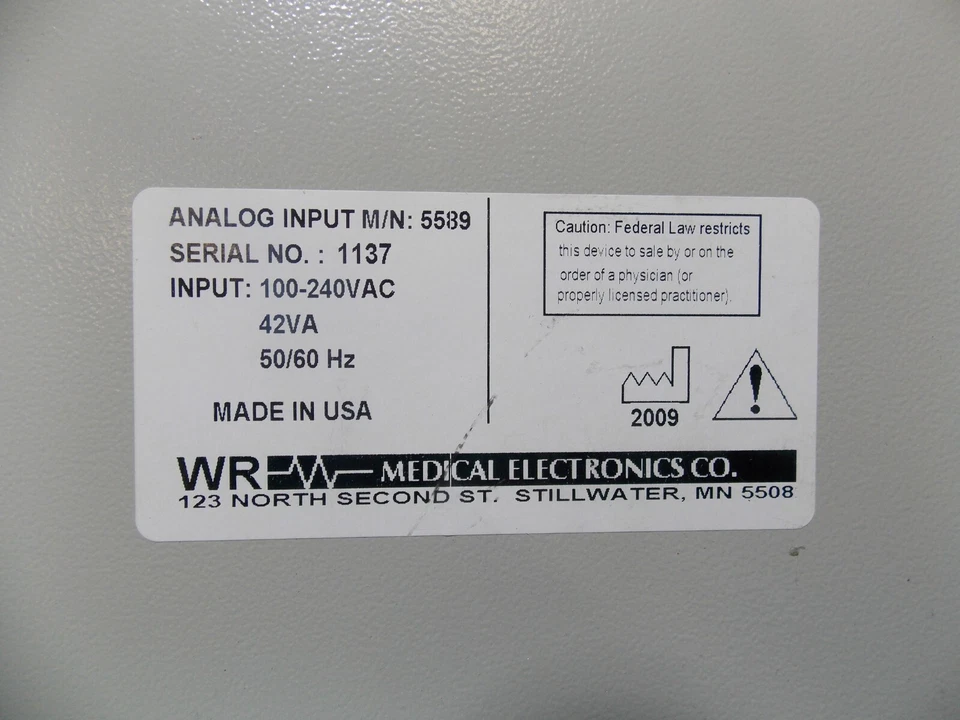 ANALOG INPUT M/N: 5589
SERIAL NO. : 1137
INPUT: 100-240VAC
42VA
50/60 Hz
MADE IN USA
Caution: Federal Law restricts
this device to sale by or on the
order of a physician (or
properly licensed practitioner).
2009
WR MEDICAL ELECTRONICS CO.
123 NORTH SECOND ST. STILLWATER, MN 5508